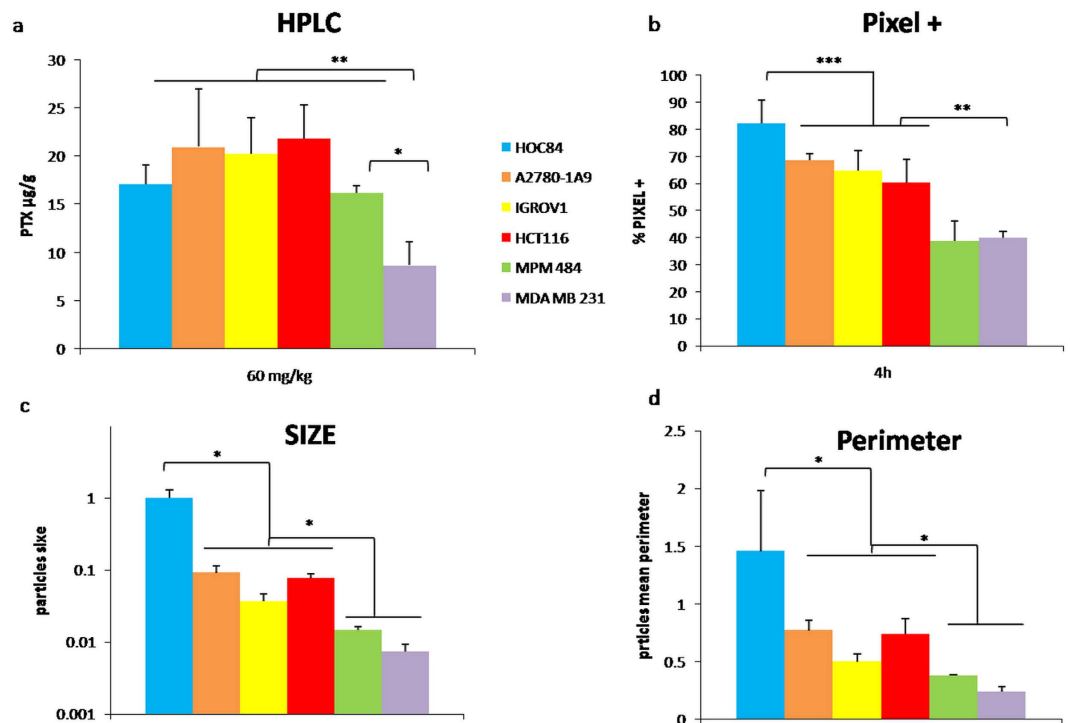 a
HPLC
**
*
30
25
20
15
10
5
0
PTX µg/g
60 mg/kg
HOC84
A2780-1A9
IGROV1
HCT116
MPM 484
MDA MB 231
b
Pixel +
***
**
100
90
80
70
60
50
40
30
20
10
0
% PIXEL +
4h
c
SIZE
*
*
1
0.1
0.01
0.001
particles sixe
d
Perimeter
*
*
2.5
2
1.5
1
0.5
0
prticles mean perimeter